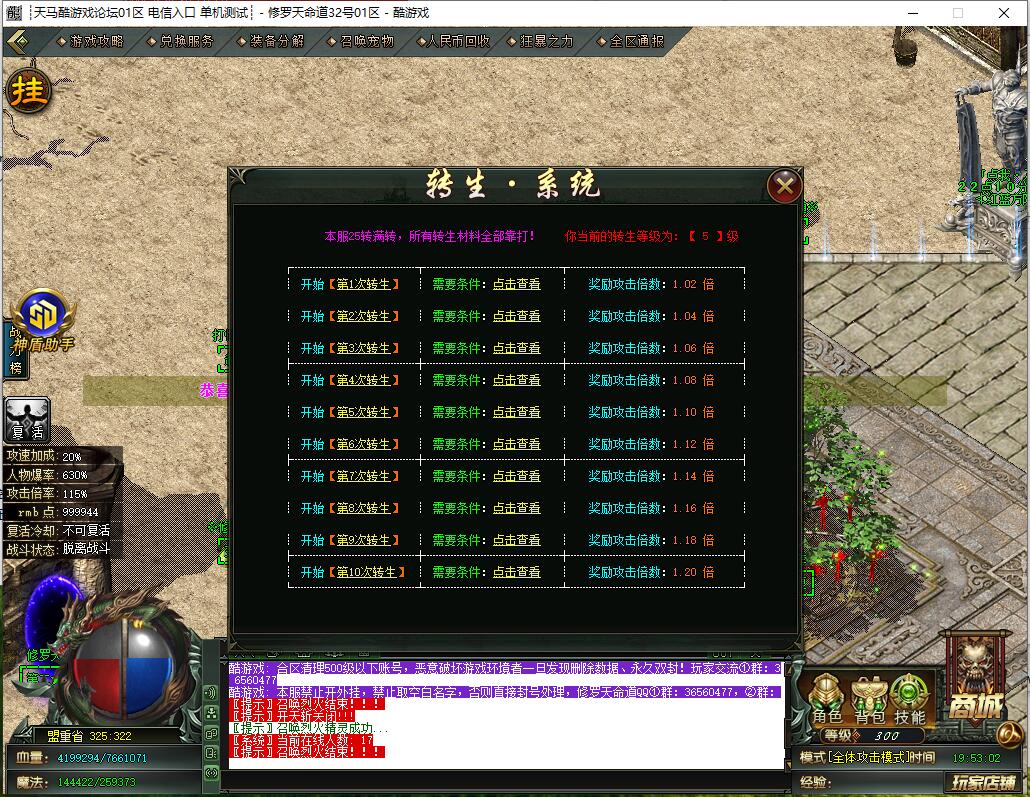 天马酷游戏论坛01区 电信入口 单机测试 - 修罗天命道32号01区 - 酷游戏
游戏攻略 兑换服务 装备分解 召唤宠物 人民币回收 狂暴之力 全区通报
挂
转生·系统
本服25转满转，所有转生材料全部靠打！ 你当前的转生等级为：【 5 】级
开始【第1次转生】 需要条件：点击查看 奖励攻击倍数：1.02 倍
开始【第2次转生】 需要条件：点击查看 奖励攻击倍数：1.04 倍
开始【第3次转生】 需要条件：点击查看 奖励攻击倍数：1.06 倍
开始【第4次转生】 需要条件：点击查看 奖励攻击倍数：1.08 倍
开始【第5次转生】 需要条件：点击查看 奖励攻击倍数：1.10 倍
开始【第6次转生】 需要条件：点击查看 奖励攻击倍数：1.12 倍
开始【第7次转生】 需要条件：点击查看 奖励攻击倍数：1.14 倍
开始【第8次转生】 需要条件：点击查看 奖励攻击倍数：1.16 倍
开始【第9次转生】 需要条件：点击查看 奖励攻击倍数：1.18 倍
开始【第10次转生】 需要条件：点击查看 奖励攻击倍数：1.20 倍
神盾助手
榜
恭喜
复活
攻速加成：20%
人物爆率：630%
攻击倍率：115%
rmb点：999944
复活冷却：不可复活
战斗状态：脱离战斗
修罗
酷游戏：合区清理500级以下账号，恶意破坏游戏环境者一旦发现删除数据、永久双封！玩家交流①群：3
6560477
酷游戏：本服禁止开外挂，禁止取空白名字，否则直接封号处理，修罗天命道QQ①群：36560477，②群：
〖提示〗召唤烈火结束！！！
〖提示〗开天斩关闭!!!
〖提示〗召唤烈火精灵成功...
〖系统〗当前在线人数：17
〖提示〗召唤烈火结束！！！
盟重省 325:322
血量：4199294/7661071
魔法：144422/259373
角色 背包 技能
商城
等级 300
模式[全体攻击模式]时间 19:53:02
经验：
玩家店铺